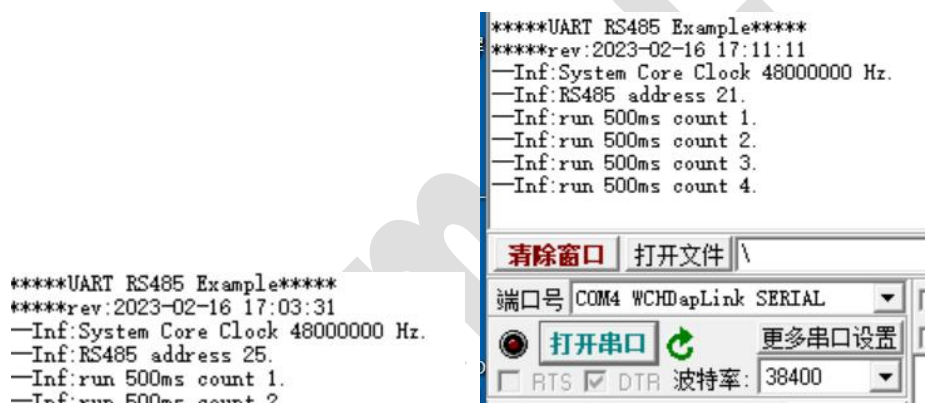 *****UART RS485 Example*****
*****rev:2023-02-16 17:11:11
—Inf:System Core Clock 48000000 Hz.
—Inf:RS485 address 21.
—Inf:run 500ms count 1.
—Inf:run 500ms count 2.
—Inf:run 500ms count 3.
—Inf:run 500ms count 4.
清除窗口 打开文件 \
端口号 COM4 WCHDapLink SERIAL
打开串口 更多串口设置
RTS DTR 波特率: 38400
*****UART RS485 Example*****
*****rev:2023-02-16 17:03:31
—Inf:System Core Clock 48000000 Hz.
—Inf:RS485 address 25.
—Inf:run 500ms count 1.
—Inf:run 500ms count 2